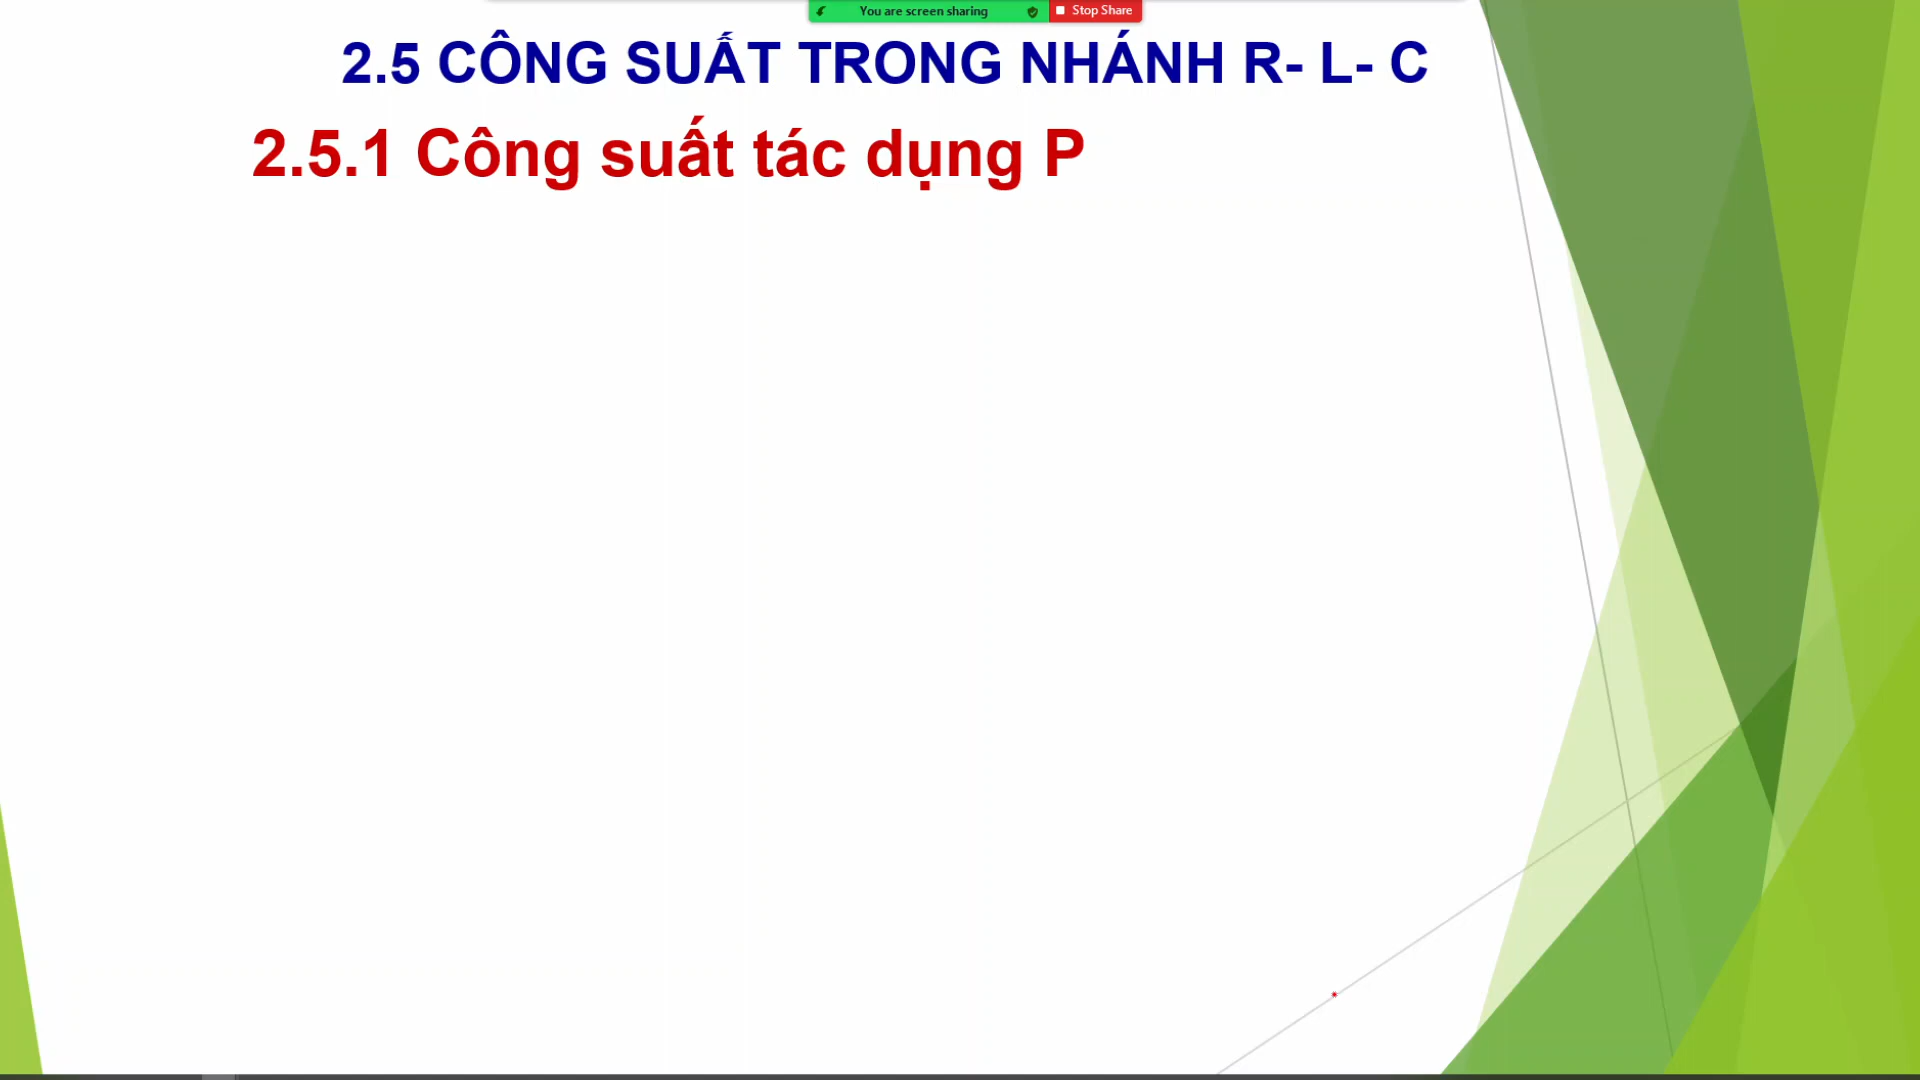 You are screen sharing Stop Share
2.5 CÔNG SUẤT TRONG NHÁNH R- L- C
2.5.1 Công suất tác dụng P